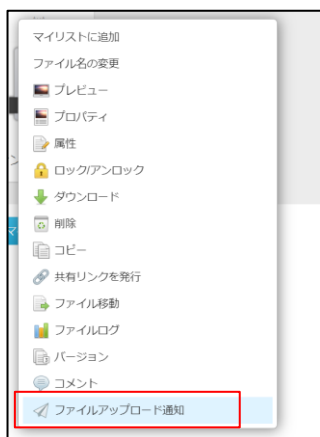 マイリストに追加
ファイル名の変更
プレビュー
プロパティ
属性
ロック/アンロック
ダウンロード
削除
コピー
共有リンクを発行
ファイル移動
ファイルログ
バージョン
コメント
ファイルアップロード通知